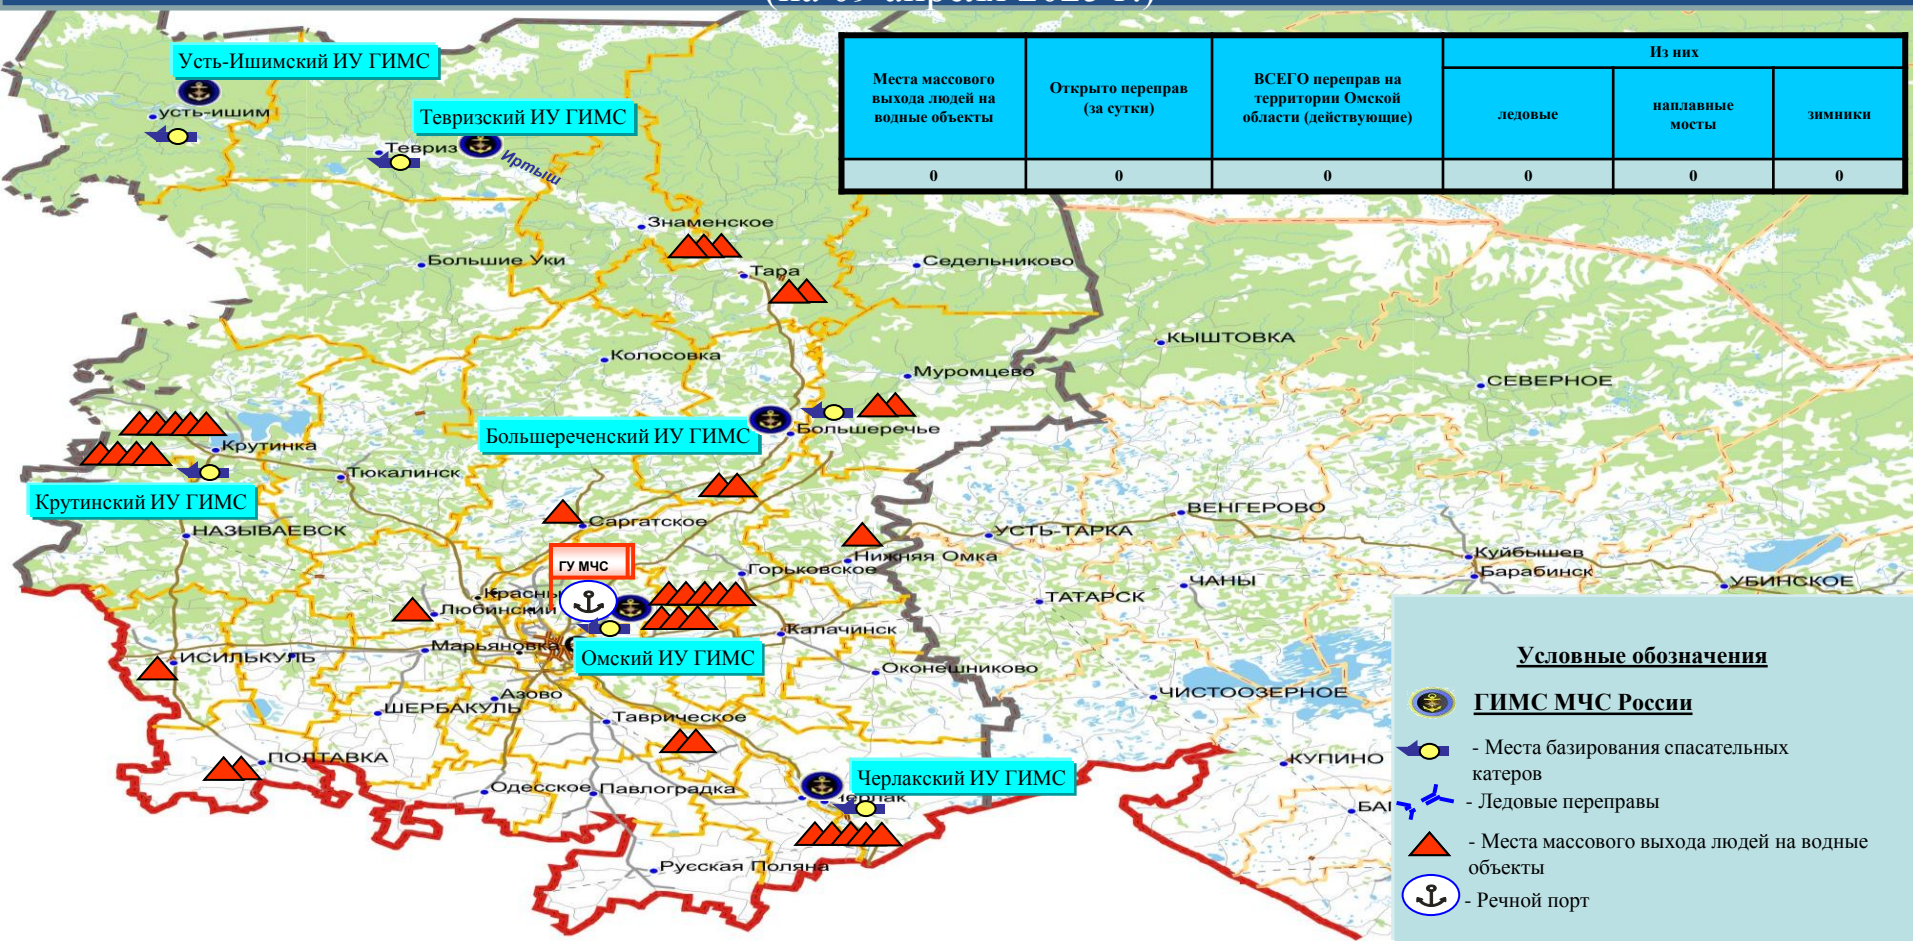 (на 09 апреля 2025 г.)
Усть-Ишимский ИУ ГИМС
усть-ишим
Тевризский ИУ ГИМС
Тевриз
Иртыш
Места массового
выхода людей на
водные объекты
Открыто переправ
(за сутки)
ВСЕГО переправ на
территории Омской
области (действующие)
Из них
ледовые
наплавные
мосты
зимники
0
0
0
0
0
0
Знаменское
Большие Уки
Тара
Седельниково
Колосовка
Муромцево
КЫШТОВКА
СЕВЕРНОЕ
Большереченский ИУ ГИМС
Большеречье
Крутинка
Тюкалинск
Крутинский ИУ ГИМС
НАЗЫВАЕВСК
Саргатское
ВЕНГЕРОВО
УСТЬ-ТАРКА
Нижняя Омка
Горьковское
Куйбышев
Барабинск
УБИНСКОЕ
ЧАНЫ
ТАТАРСК
ГУ МЧС
Красны
Любинский
Марьяновка
Калачинск
ИСИЛЬКУЛЬ
Омский ИУ ГИМС
Оконешниково
ЧИСТООЗЕРНОЕ
Азово
ШЕРБАКУЛЬ
Таврическое
ПОЛТАВКА
Одесское
Павлоградка
Черлакский ИУ ГИМС
Черлак
КУПИНО
Русская Поляна
Условные обозначения
ГИМС МЧС России
- Места базирования спасательных
катеров
- Ледовые переправы
- Места массового выхода людей на водные
объекты
- Речной порт